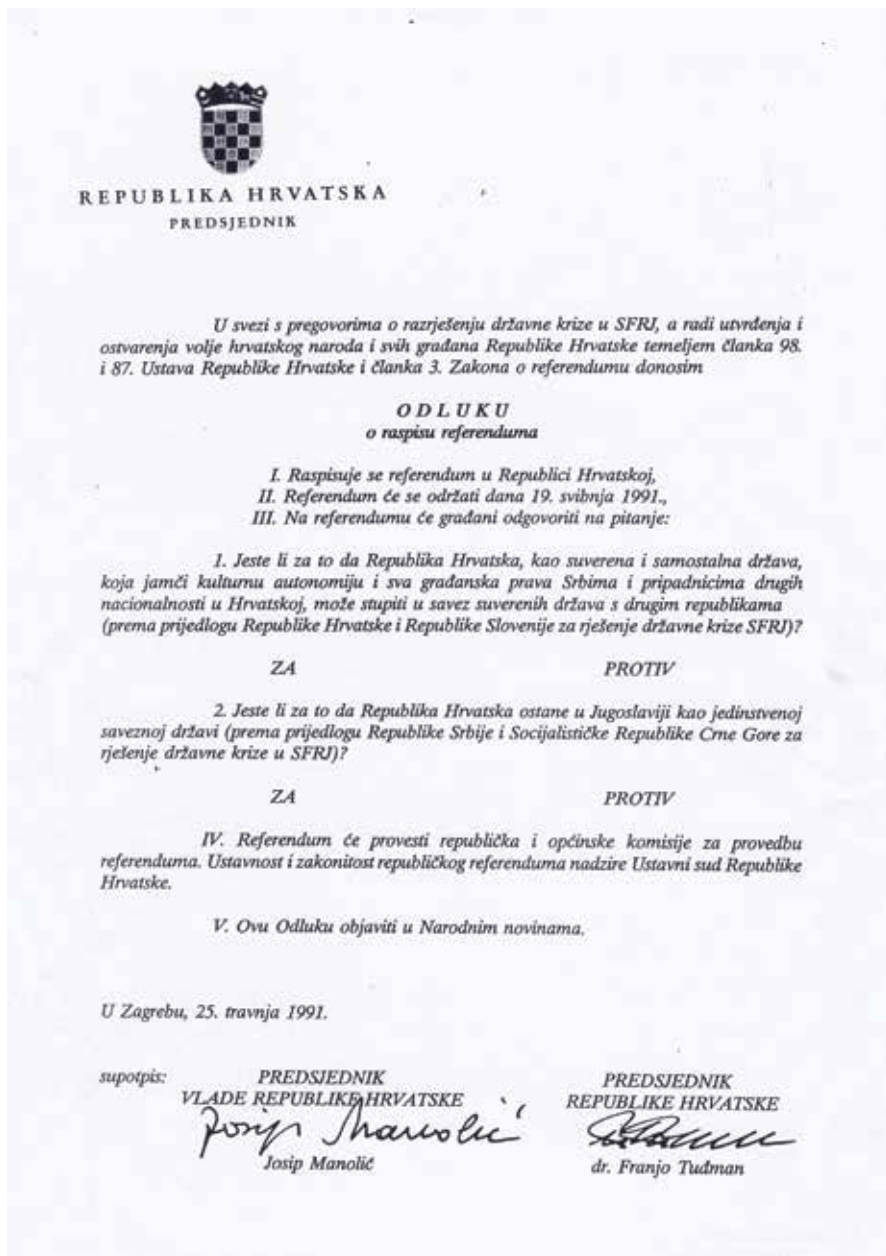 REPUBLIKA HRVATSKA
PREDSJEDNIK
U svezi s pregovorima o razrješenju državne krize u SFRJ, a radi utvrđenja i
ostvarenja volje hrvatskog naroda i svih građana Republike Hrvatske temeljem članka 98.
i 87. Ustava Republike Hrvatske i članka 3. Zakona o referendumu donosim
ODLUKU
o raspisu referenduma
I. Raspisuje se referendum u Republici Hrvatskoj,
II. Referendum će se održati dana 19. svibnja 1991.,
III. Na referendumu će građani odgovoriti na pitanje:
1. Jeste li za to da Republika Hrvatska, kao suverena i samostalna država,
koja jamči kulturnu autonomiju i sva građanska prava Srbima i pripadnicima drugih
nacionalnosti u Hrvatskoj, može stupiti u savez suverenih država s drugim republikama
(prema prijedlogu Republike Hrvatske i Republike Slovenije za rješenje državne krize SFRJ)?
ZA PROTIV
2. Jeste li za to da Republika Hrvatska ostane u Jugoslaviji kao jedinstvenoj
saveznoj državi (prema prijedlogu Republike Srbije i Socijalističke Republike Crne Gore za
rješenje državne krize u SFRJ)?
ZA PROTIV
IV. Referendum će provesti republička i općinske komisije za provedbu
referenduma. Ustavnost i zakonitost republičkog referenduma nadzire Ustavni sud Republike
Hrvatske.
V. Ovu Odluku objaviti u Narodnim novinama.
U Zagrebu, 25. travnja 1991.
supotpis: PREDSJEDNIK
VLADE REPUBLIKE HRVATSKE
Josip Manolić
Josip Manolić
PREDSJEDNIK
REPUBLIKE HRVATSKE
dr. Franjo Tuđman